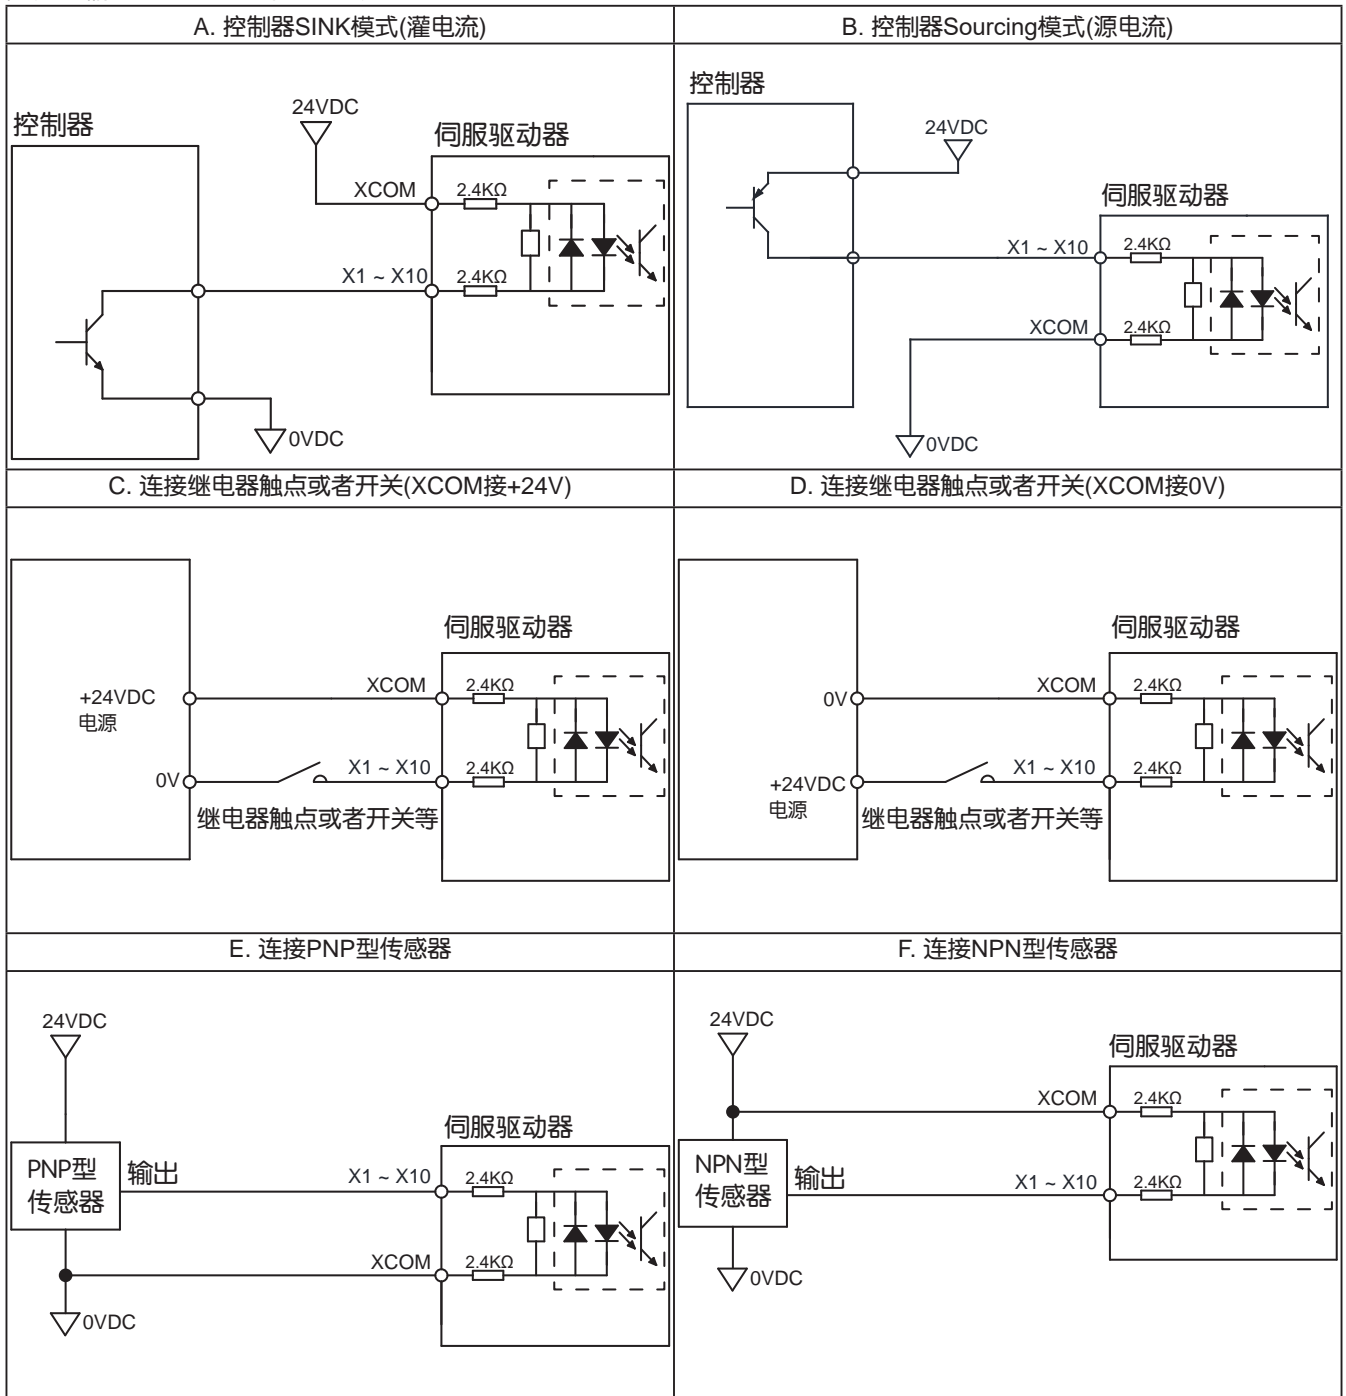 A. 控制器SINK模式(灌电流)
B. 控制器Sourcing模式(源电流)
控制器
24VDC
伺服驱动器
XCOM
2.4KΩ
X1 ~ X10
2.4KΩ
0VDC
控制器
24VDC
伺服驱动器
X1 ~ X10
2.4KΩ
XCOM
2.4KΩ
0VDC
C. 连接继电器触点或者开关(XCOM接+24V)
D. 连接继电器触点或者开关(XCOM接0V)
伺服驱动器
+24VDC
电源
XCOM
2.4KΩ
0V
X1 ~ X10
2.4KΩ
继电器触点或者开关等
伺服驱动器
0V
XCOM
2.4KΩ
+24VDC
电源
X1 ~ X10
2.4KΩ
继电器触点或者开关等
E. 连接PNP型传感器
F. 连接NPN型传感器
24VDC
伺服驱动器
PNP型
传感器
输出
X1 ~ X10
2.4KΩ
XCOM
2.4KΩ
0VDC
24VDC
伺服驱动器
XCOM
2.4KΩ
NPN型
传感器
输出
X1 ~ X10
2.4KΩ
0VDC